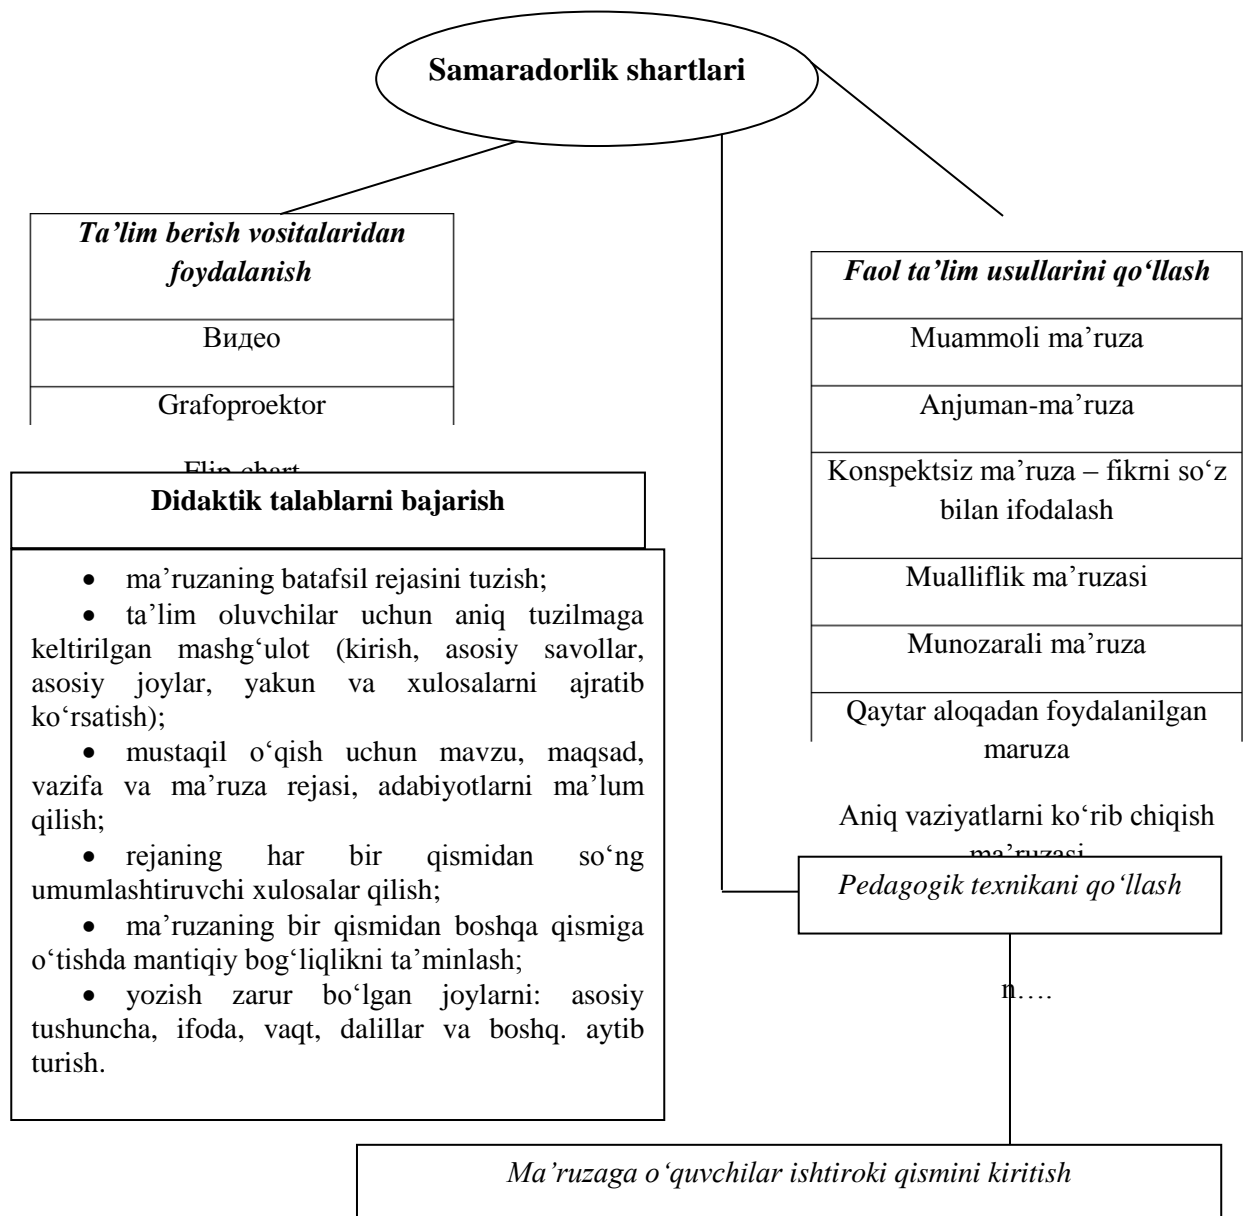 Samaradorlik shartlari
Ta’lim berish vositalaridan
foydalanish
Видео
Grafoproektor
Flip-chart
Faol ta’lim usullarini qo‘llash
Muammoli ma’ruza
Anjuman-ma’ruza
Konspektsiz ma’ruza – fikrni so‘z
bilan ifodalash
Mualliflik ma’ruzasi
Munozarali ma’ruza
Qaytar aloqadan foydalanilgan
maruza
Aniq vaziyatlarni ko‘rib chiqish
ma’ruzasi
Didaktik talablarni bajarish
• ma’ruzaning batafsil rejasini tuzish;
• ta’lim oluvchilar uchun aniq tuzilmaga
keltirilgan mashg‘ulot (kirish, asosiy savollar,
asosiy joylar, yakun va xulosalarni ajratib
ko‘rsatish);
• mustaqil o‘qish uchun mavzu, maqsad,
vazifa va ma’ruza rejasi, adabiyotlarni ma’lum
qilish;
• rejaning har bir qismidan so‘ng
umumlashtiruvchi xulosalar qilish;
• ma’ruzaning bir qismidan boshqa qismiga
o‘tishda mantiqiy bog‘liqlikni ta’minlash;
• yozish zarur bo‘lgan joylarni: asosiy
tushuncha, ifoda, vaqt, dalillar va boshq. aytib
turish.
Pedagogik texnikani qo‘llash
n….
Ma’ruzaga o‘quvchilar ishtiroki qismini kiritish